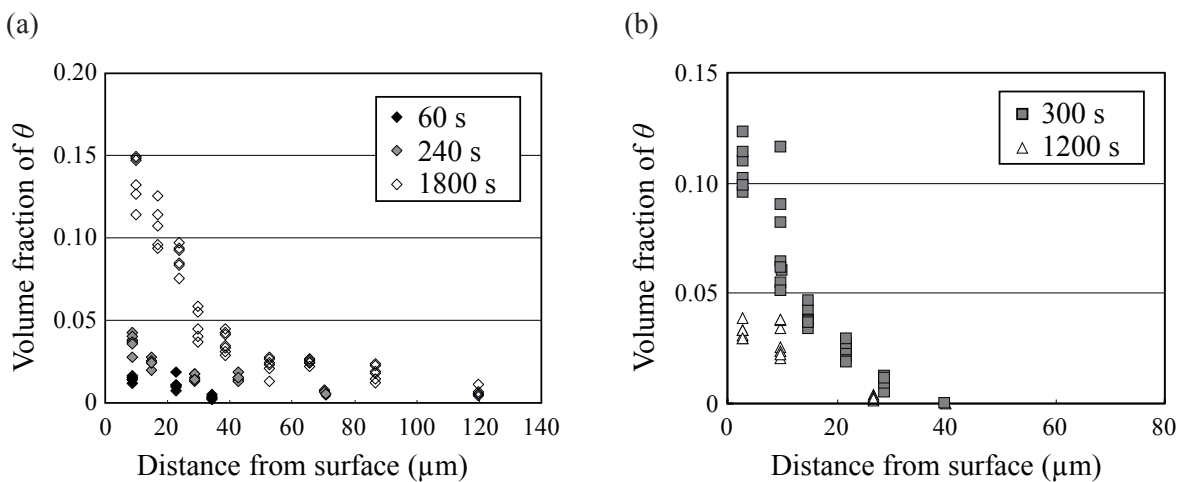 (a)
0.20
0.15
0.10
0.05
0
0 20 40 60 80 100 120 140
Volume fraction of θ
Distance from surface (μm)
60 s
240 s
1800 s
(b)
0.15
0.10
0.05
0
0 20 40 60 80
Volume fraction of θ
Distance from surface (μm)
300 s
1200 s